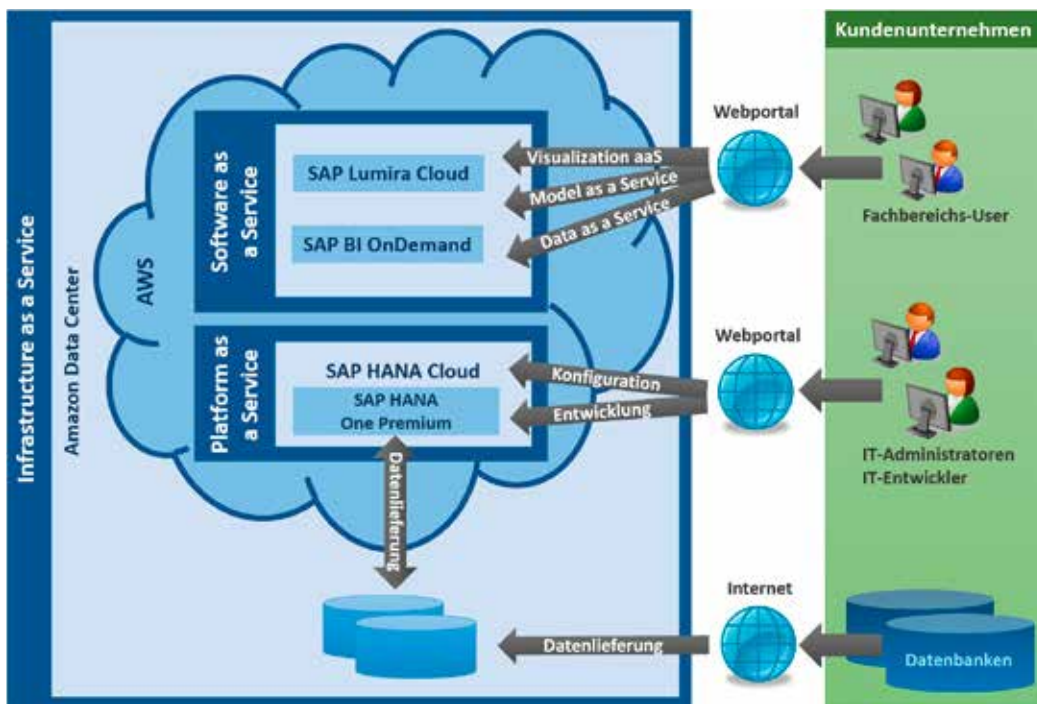 Infrastructure as a Service
Amazon Data Center
AWS
Software as
a Service
SAP Lumira Cloud
SAP BI OnDemand
Visualization aaS
Model as a Service
Data as a Service
Webportal
Kundenunternehmen
Fachbereichs-User
Platform as
a Service
SAP HANA Cloud
SAP HANA
One Premium
Konfiguration
Entwicklung
Webportal
IT-Administratoren
IT-Entwickler
Datenlieferung
Datenlieferung
Internet
Datenbanken